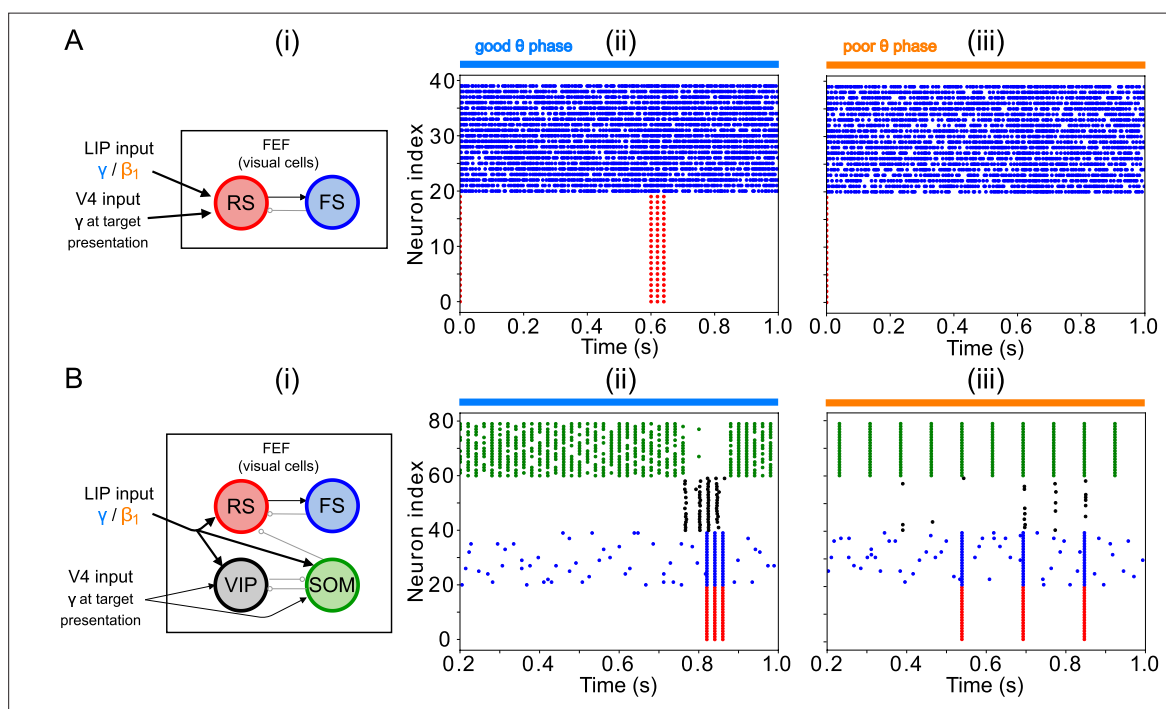 A
(i)
(ii)
(iii)
good θ phase
poor θ phase
FEF
(visual cells)
LIP input
γ / β1
V4 input
γ at target
presentation
RS
FS
Neuron index
40
30
20
10
0
0.0 0.2 0.4 0.6 0.8 1.0
Time (s)
0.0 0.2 0.4 0.6 0.8 1.0
Time (s)
B
(i)
(ii)
(iii)
FEF
(visual cells)
LIP input
γ / β1
V4 input
γ at target
presentation
RS
FS
VIP
SOM
Neuron index
80
60
40
20
0
0.2 0.4 0.6 0.8 1.0
Time (s)
0.2 0.4 0.6 0.8 1.0
Time (s)